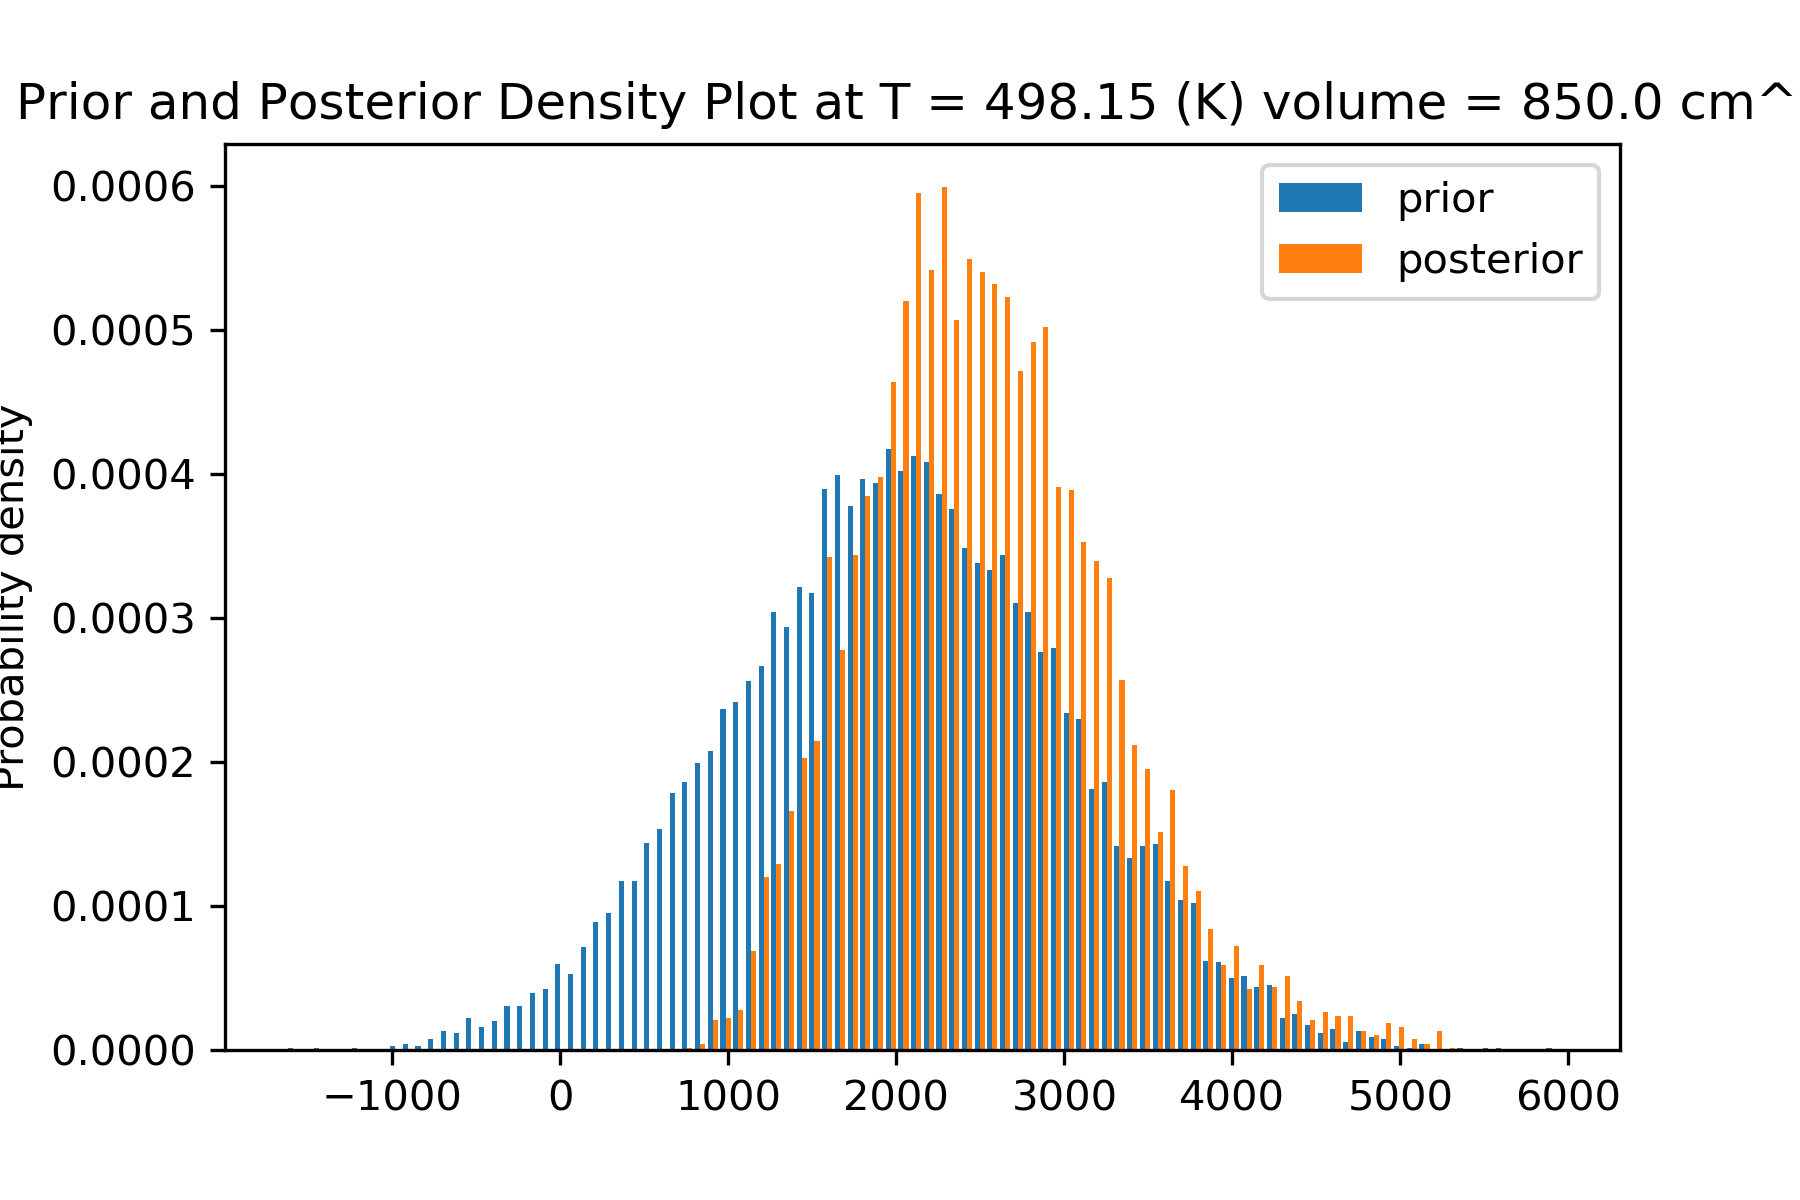 Prior and Posterior Density Plot at T = 498.15 (K) volume = 850.0 cm^
prior
posterior
Probability density
0.0006
0.0005
0.0004
0.0003
0.0002
0.0001
0.0000
−1000 0 1000 2000 3000 4000 5000 6000